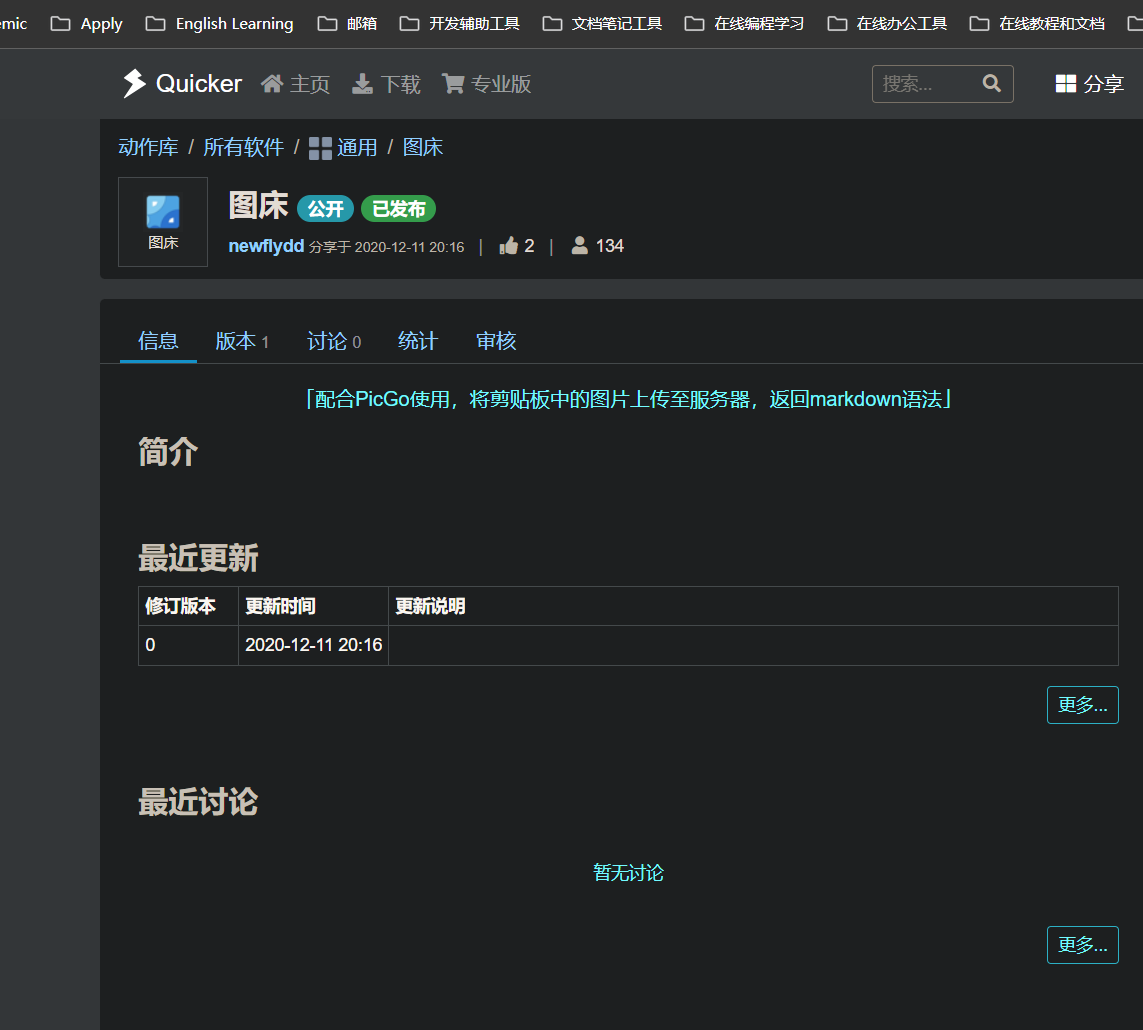 emic Apply English Learning 邮箱 开发辅助工具 文档笔记工具 在线编程学习 在线办公工具 在线教程和文档
Quicker 主页 下载 专业版 搜索... 分享
动作库 / 所有软件 / 通用 / 图床
图床 公开 已发布
图床
newflydd 分享于 2020-12-11 20:16 | 2 | 134
信息 版本 1 讨论 0 统计 审核
「配合PicGo使用，将剪贴板中的图片上传至服务器，返回markdown语法」
简介
最近更新
修订版本 更新时间 更新说明
0 2020-12-11 20:16
更多...
最近讨论
暂无讨论
更多...